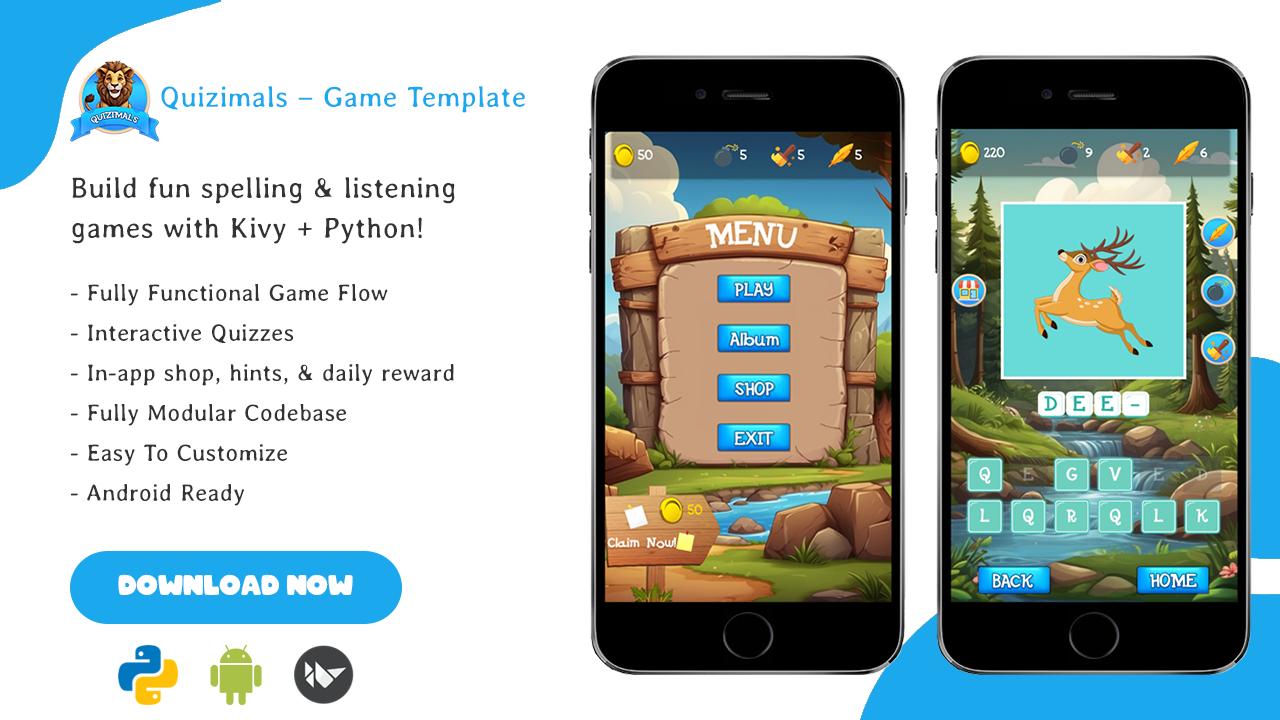 QUIZIMALS
Quizimals – Game Template
Build fun spelling & listening
games with Kivy + Python!
- Fully Functional Game Flow
- Interactive Quizzes
- In-app shop, hints, & daily reward
- Fully Modular Codebase
- Easy To Customize
- Android Ready
DOWNLOAD NOW
50 5 5 5
MENU
PLAY
Album
SHOP
EXIT
50
Claim Now!
220 9 2 6
D E E -
Q E G V E D
L Q R Q L K
BACK HOME